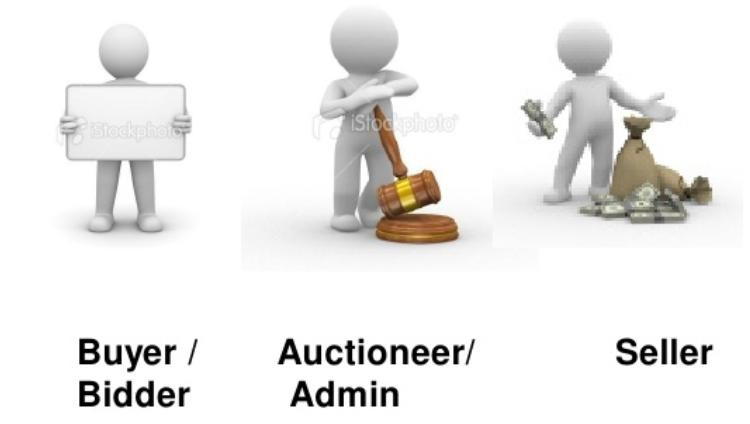 iStockphoto
iStockphoto
Buyer / Auctioneer/ Seller
Bidder Admin